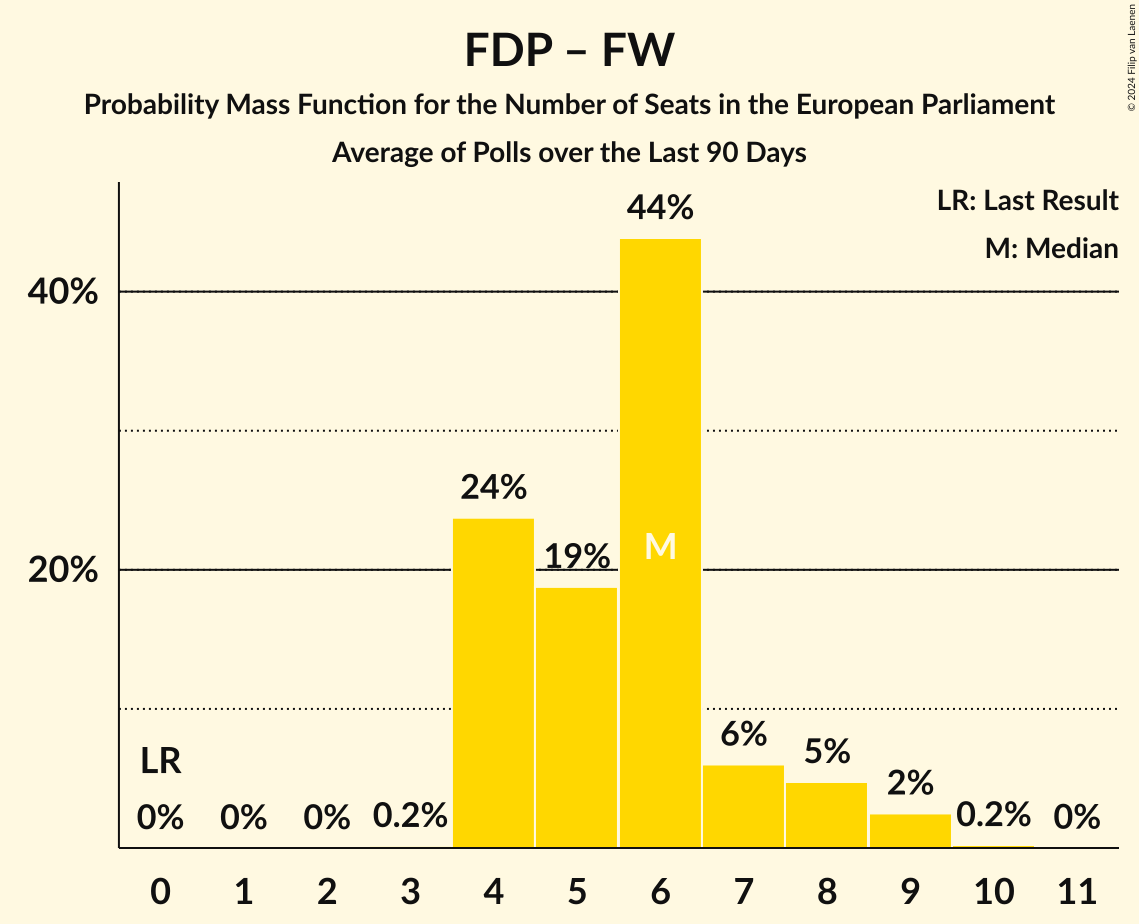 FDP – FW
Probability Mass Function for the Number of Seats in the European Parliament
Average of Polls over the Last 90 Days
© 2024 Filip van Laenen
LR: Last Result
M: Median
44%
40%
24%
19%
M
20%
LR
6%
5%
2%
0%
0%
0%
0.2%
0.2%
0%
0 1 2 3 4 5 6 7 8 9 10 11